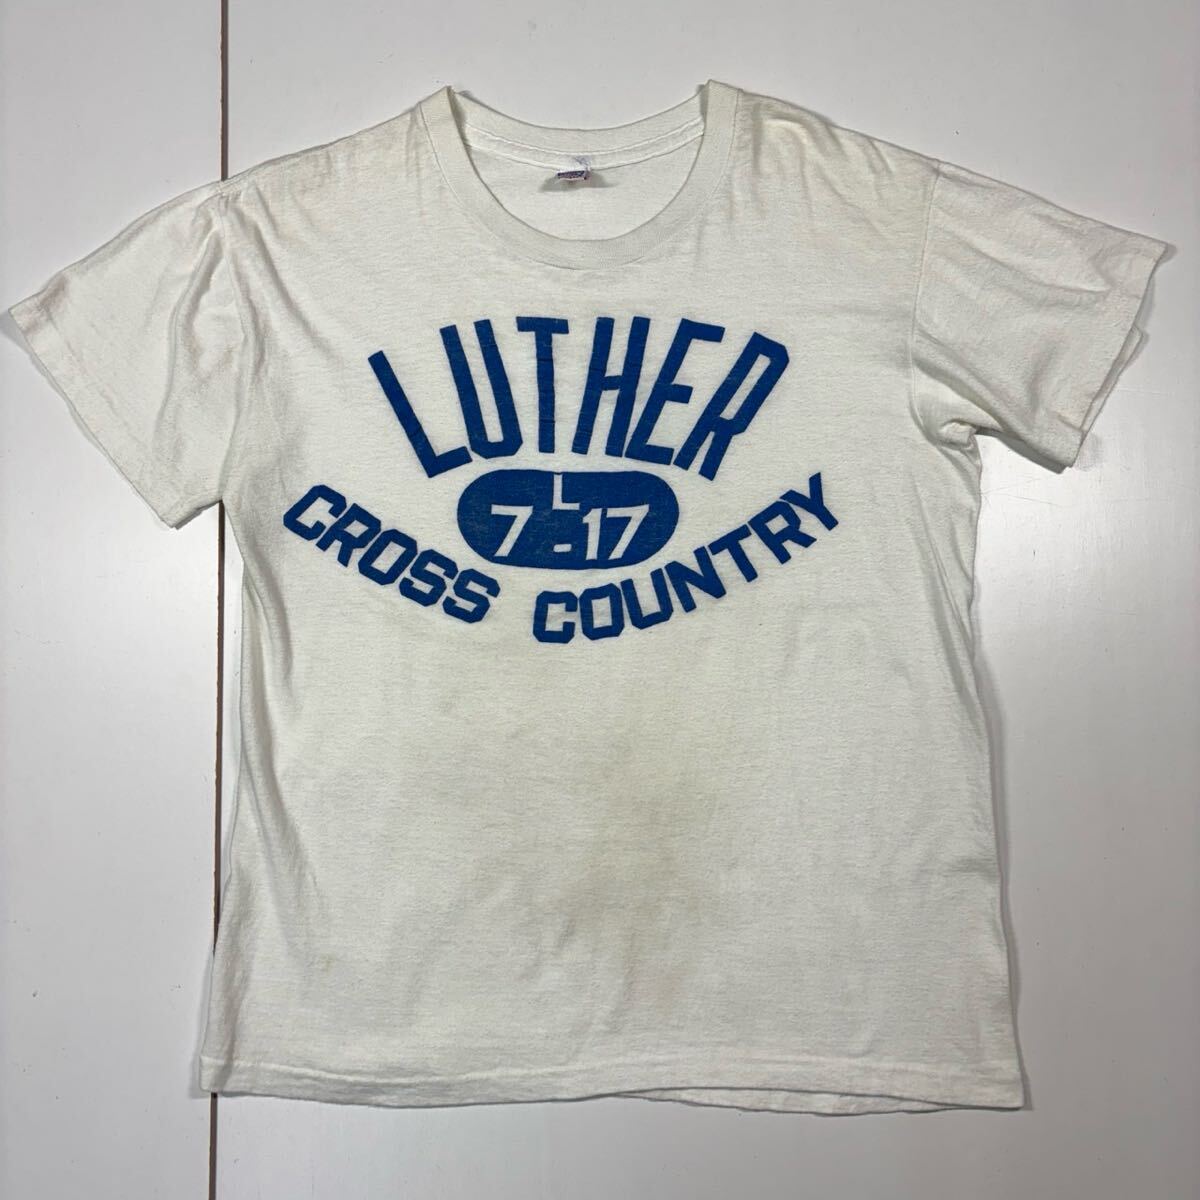 LUTHER
L
7-17
CROSS COUNTRY